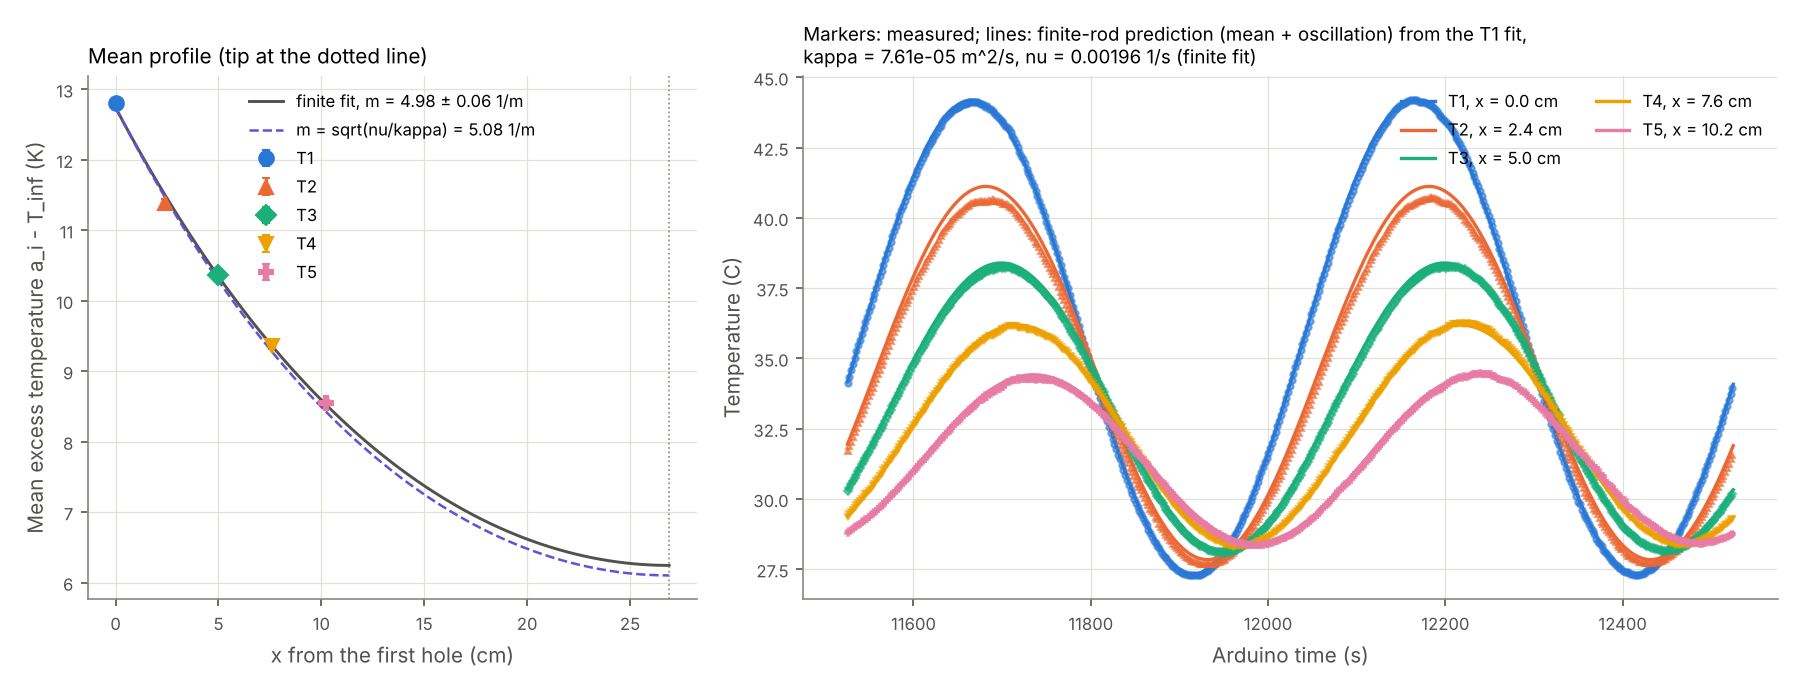 Mean profile (tip at the dotted line)
13
12
11
10
9
8
7
6
Mean excess temperature a_i - T_inf (K)
finite fit, m = 4.98 ± 0.06 1/m
m = sqrt(nu/kappa) = 5.08 1/m
T1
T2
T3
T4
T5
0
5
10
15
20
25
x from the first hole (cm)
Markers: measured; lines: finite-rod prediction (mean + oscillation) from the T1 fit,
kappa = 7.61e-05 m^2/s, nu = 0.00196 1/s (finite fit)
45.0
42.5
40.0
37.5
35.0
32.5
30.0
27.5
Temperature (C)
T1, x = 0.0 cm
T2, x = 2.4 cm
T3, x = 5.0 cm
T4, x = 7.6 cm
T5, x = 10.2 cm
11600
11800
12000
12200
12400
Arduino time (s)